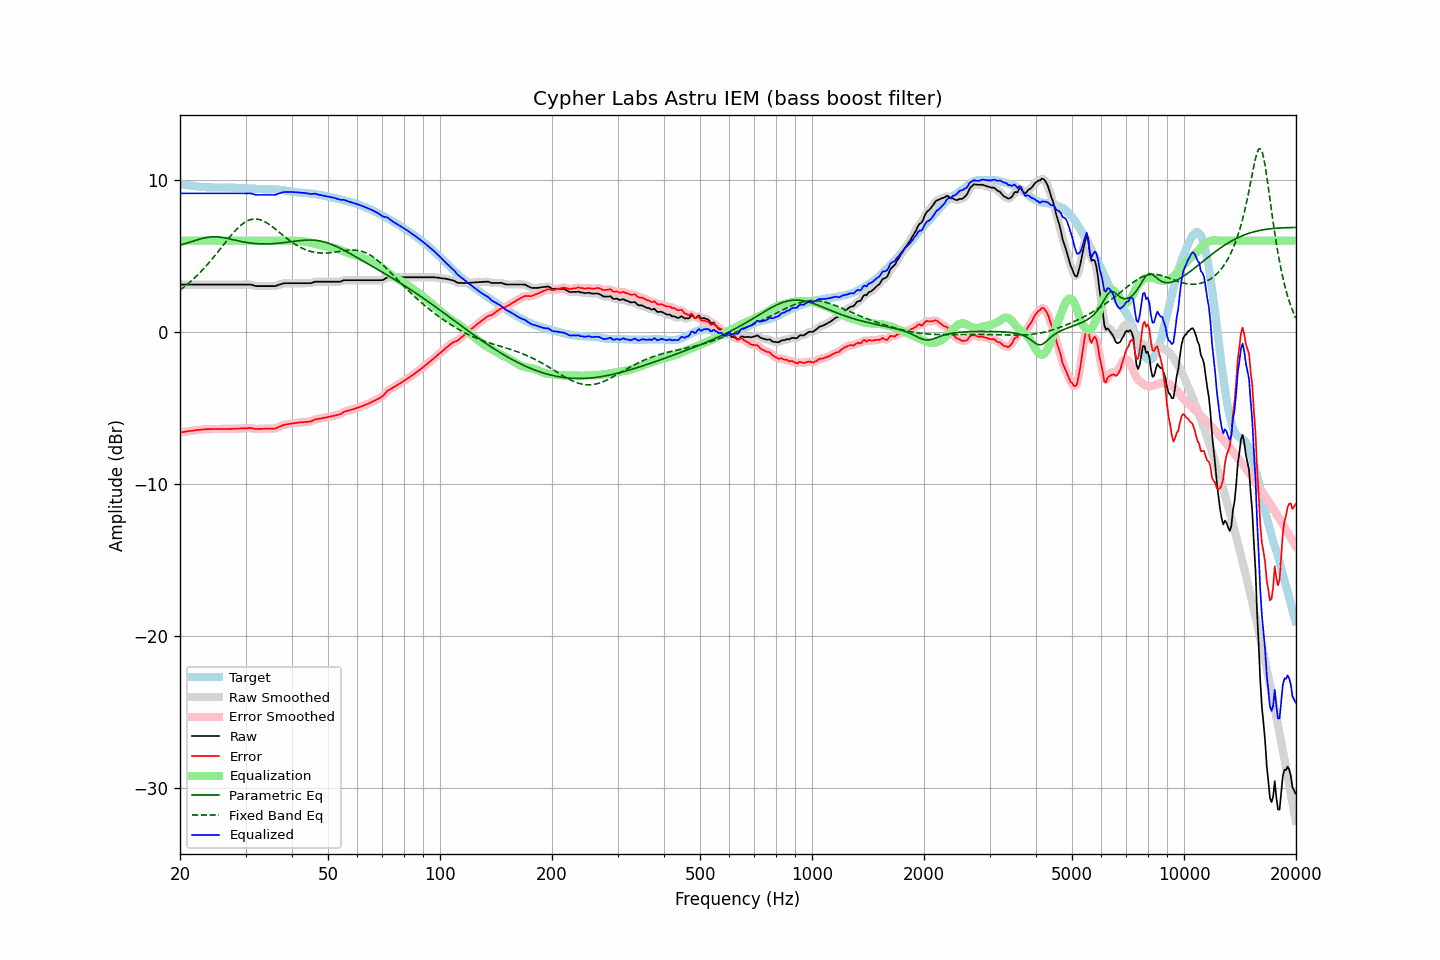 Cypher Labs Astru IEM (bass boost filter)
10
0
−10
−20
−30
Amplitude (dBr)
Target
Raw Smoothed
Error Smoothed
Raw
Error
Equalization
Parametric Eq
Fixed Band Eq
Equalized
20 50 100 200 500 1000 2000 5000 10000 20000
Frequency (Hz)